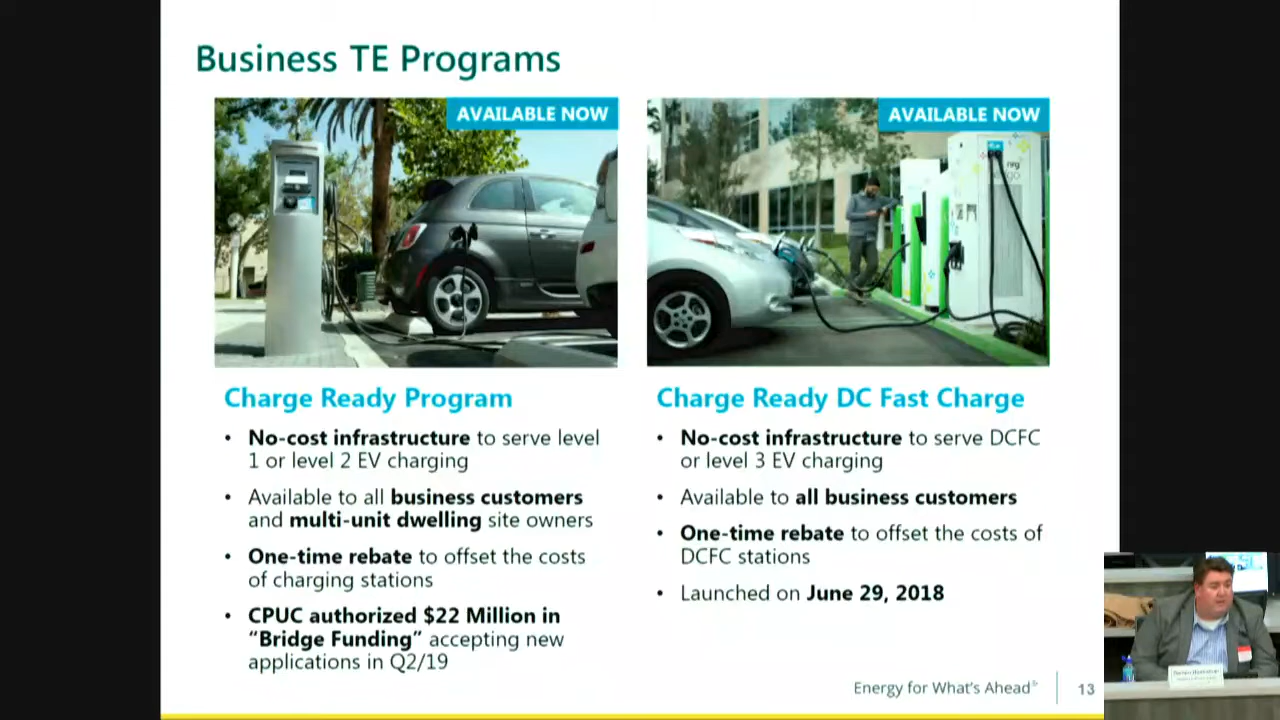 Business TE Programs
AVAILABLE NOW
AVAILABLE NOW
nrg
go
Charge Ready Program
• No-cost infrastructure to serve level
1 or level 2 EV charging
• Available to all business customers
and multi-unit dwelling site owners
• One-time rebate to offset the costs
of charging stations
• CPUC authorized $22 Million in
“Bridge Funding” accepting new
applications in Q2/19
Charge Ready DC Fast Charge
• No-cost infrastructure to serve DCFC
or level 3 EV charging
• Available to all business customers
• One-time rebate to offset the costs of
DCFC stations
• Launched on June 29, 2018
Energy for What's Ahead
13